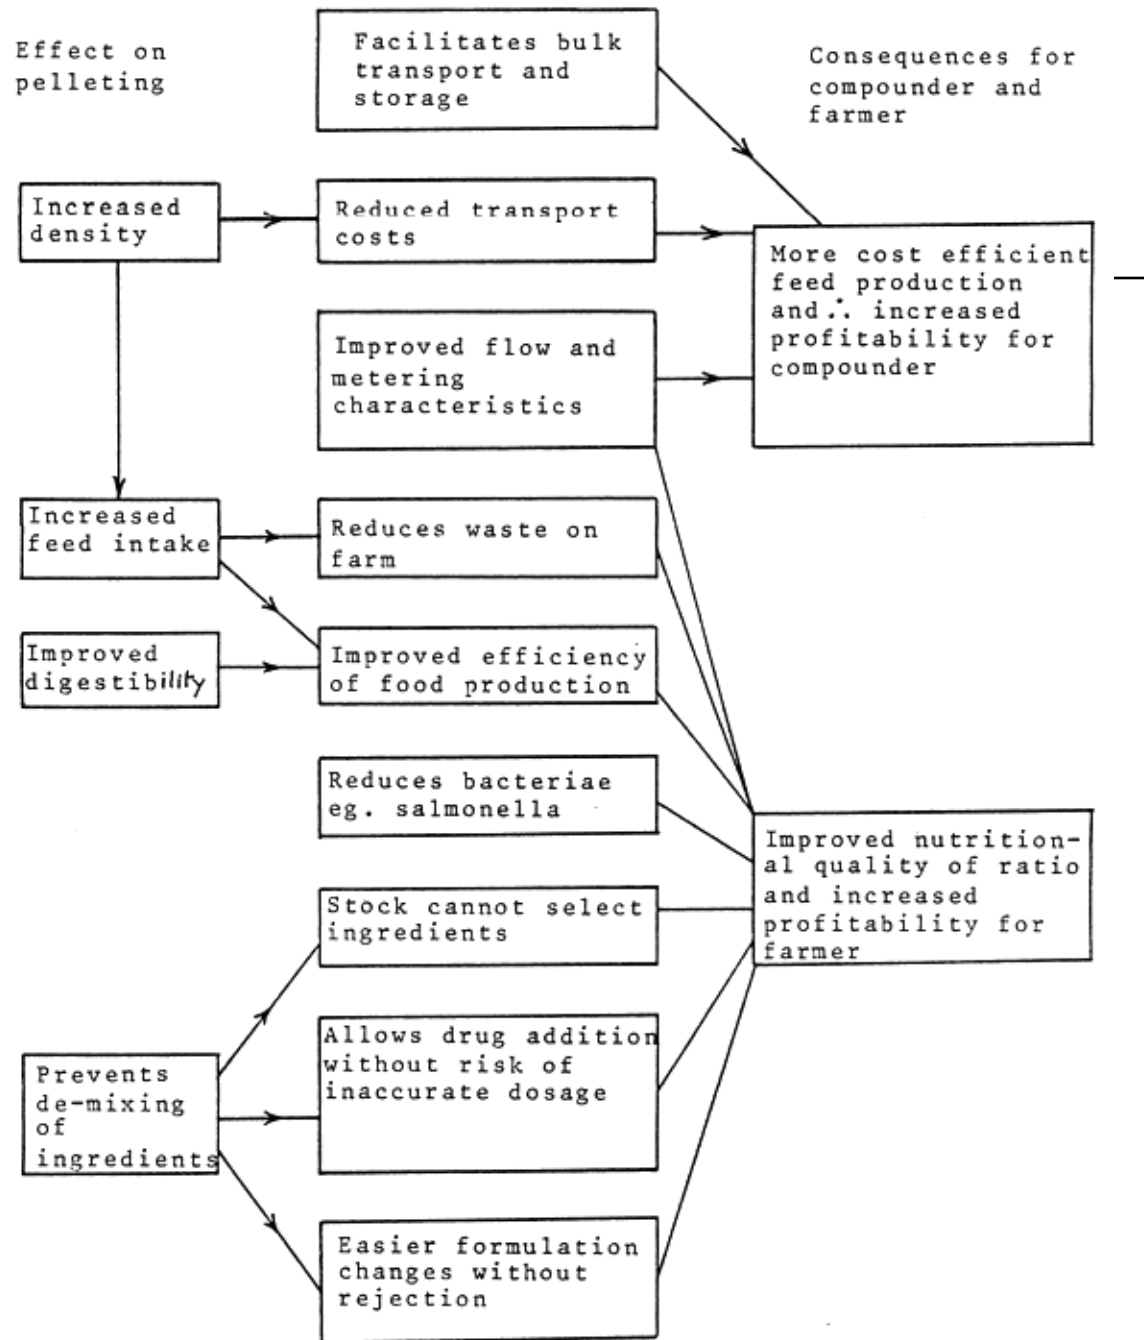 Effect on
pelleting
Facilitates bulk
transport and
storage
Consequences for
compounder and
farmer
Increased
density
Reduced transport
costs
More cost efficient
feed production
and ∴ increased
profitability for
compounder
Improved flow and
metering
characteristics
Increased
feed intake
Reduces waste on
farm
Improved
digestibility
Improved efficiency
of food production
Reduces bacteriae
eg. salmonella
Improved nutrition-
al quality of ratio
and increased
profitability for
farmer
Stock cannot select
ingredients
Allows drug addition
without risk of
inaccurate dosage
Prevents
de-mixing
of
ingredients
Easier formulation
changes without
rejection